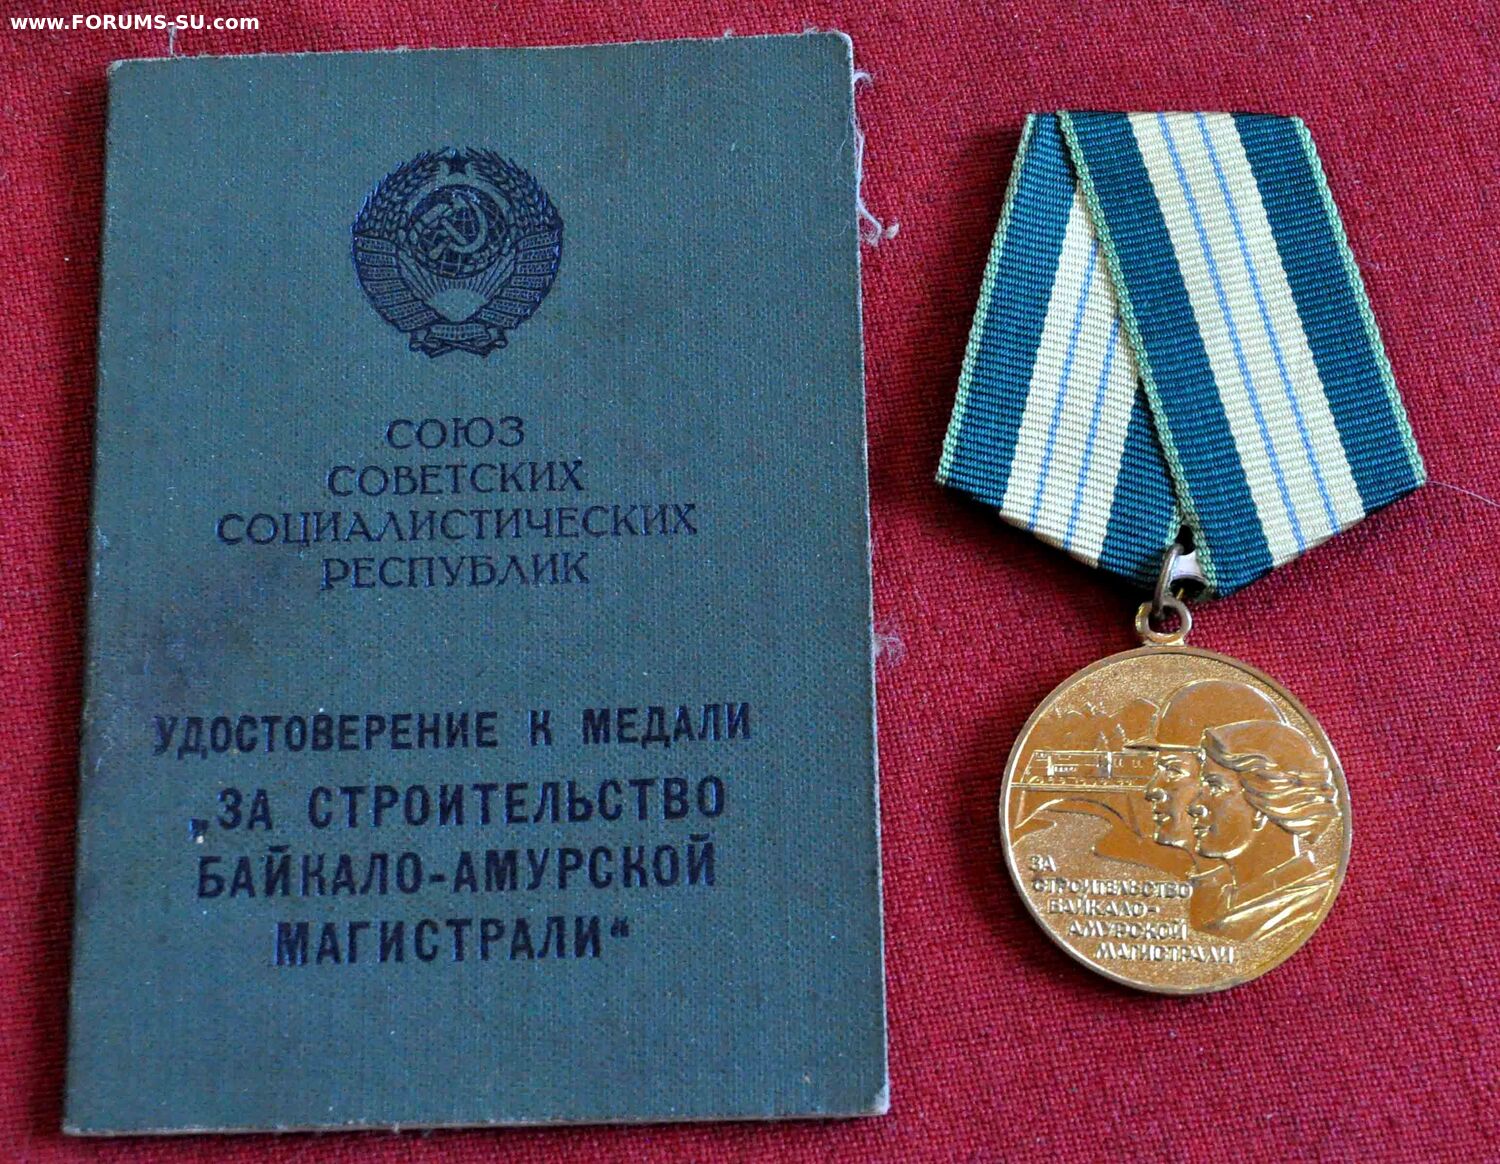 www.FORUMS-SU.com
СОЮЗ
СОВЕТСКИХ
СОЦИАЛИСТИЧЕСКИХ
РЕСПУБЛИК
УДОСТОВЕРЕНИЕ К МЕДАЛИ
„ЗА СТРОИТЕЛЬСТВО
БАЙКАЛО-АМУРСКОЙ
МАГИСТРАЛИ“
ЗА
СТРОИТЕЛЬСТВО
БАЙКАЛО-
АМУРСКОЙ
МАГИСТРАЛИ